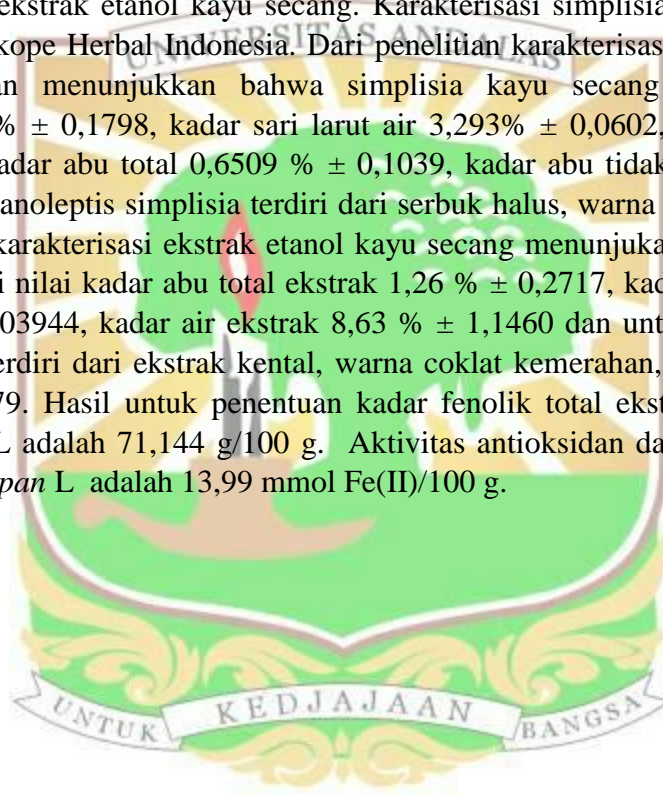 ekstrak etanol kayu secang. Karakterisasi simplisia
kope Herbal Indonesia. Dari penelitian karakterisas
UNIVERSITAS ANDALAS
an menunjukkan bahwa simplisia kayu secang
% ± 0,1798, kadar sari larut air 3,293% ± 0,0602,
adar abu total 0,6509 % ± 0,1039, kadar abu tidak
anoleptis simplisia terdiri dari serbuk halus, warna
karakterisasi ekstrak etanol kayu secang menunjuka
i nilai kadar abu total ekstrak 1,26 % ± 0,2717, kad
03944, kadar air ekstrak 8,63 % ± 1,1460 dan unt
erdiri dari ekstrak kental, warna coklat kemerahan,
79. Hasil untuk penentuan kadar fenolik total ekst
L adalah 71,144 g/100 g. Aktivitas antioksidan da
pan L adalah 13,99 mmol Fe(II)/100 g.
UNTUK KEDJAJAAN BANGSA